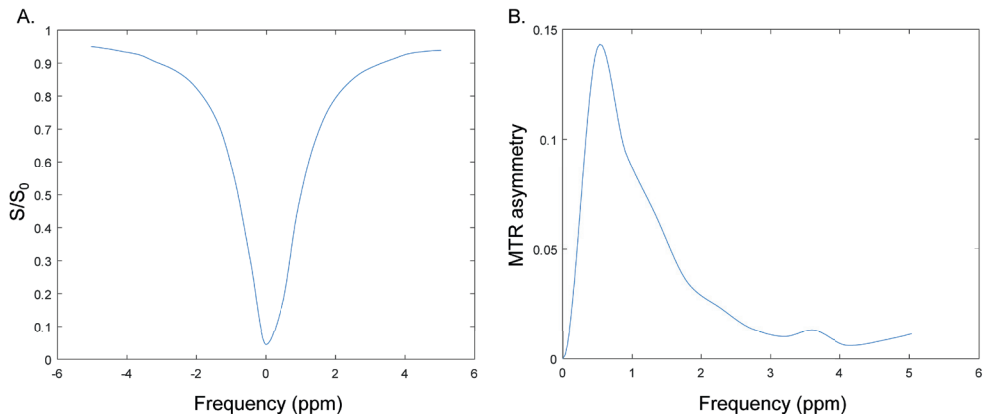 A.
1
0.9
0.8
0.7
0.6
0.5
0.4
0.3
0.2
0.1
0
S/S0
-6 -4 -2 0 2 4 6
Frequency (ppm)
B.
0.15
0.1
0.05
0
MTR asymmetry
0 1 2 3 4 5 6
Frequency (ppm)